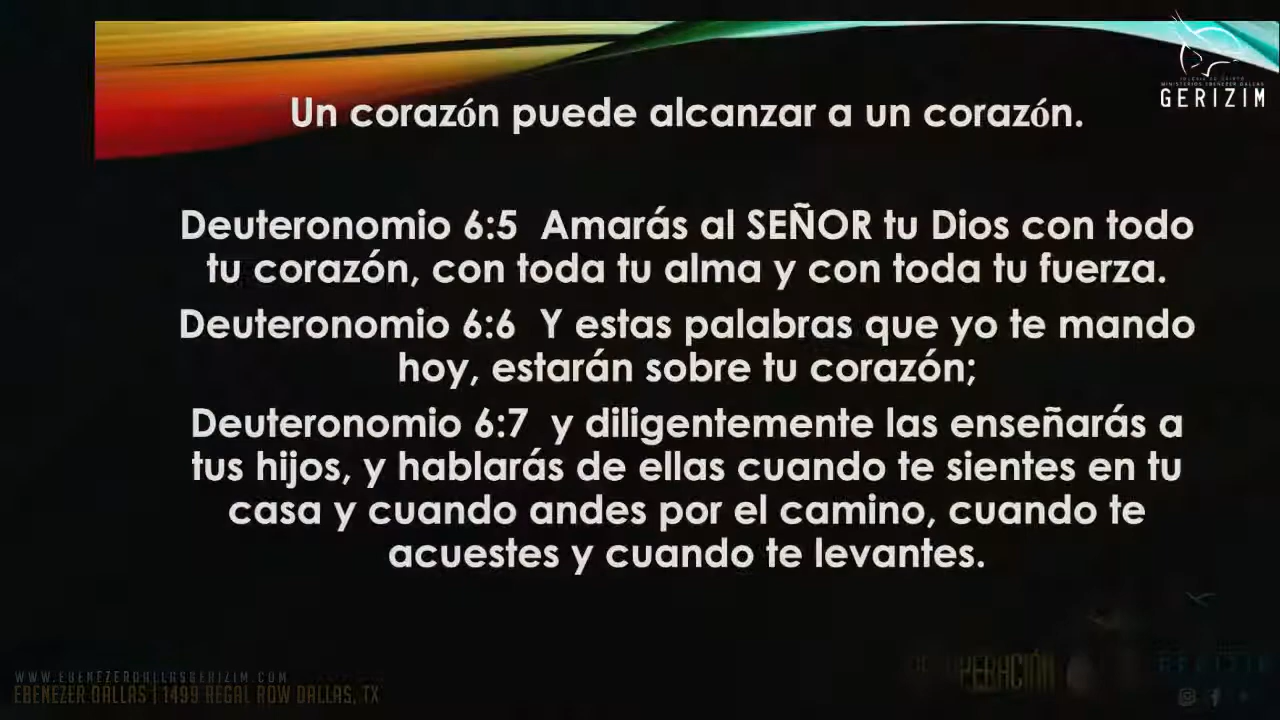 MINISTERIOS EBENEZER DALLAS
GERIZIM
Un corazón puede alcanzar a un corazón.
Deuteronomio 6:5 Amarás al SEÑOR tu Dios con todo
tu corazón, con toda tu alma y con toda tu fuerza.
Deuteronomio 6:6 Y estas palabras que yo te mando
hoy, estarán sobre tu corazón;
Deuteronomio 6:7 y diligentemente las enseñarás a
tus hijos, y hablarás de ellas cuando te sientes en tu
casa y cuando andes por el camino, cuando te
acuestes y cuando te levantes.
WWW.EBENEZERDALLASGERIZIM.COM
EBENEZER DALLAS | 1499 REGAL ROW DALLAS, TX